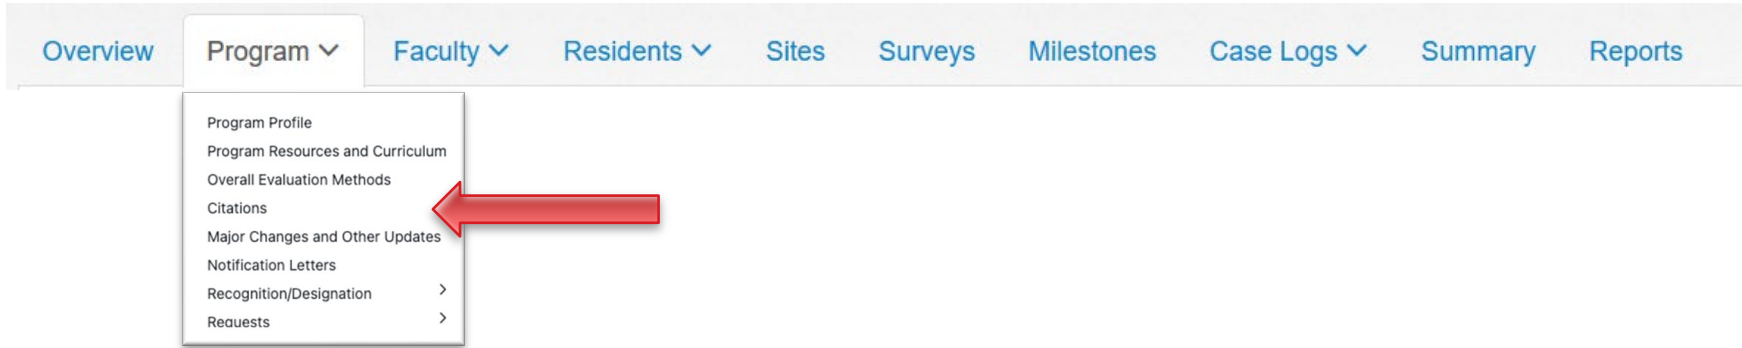 Overview Program Faculty Residents Sites Surveys Milestones Case Logs Summary Reports
Program Profile
Program Resources and Curriculum
Overall Evaluation Methods
Citations
Major Changes and Other Updates
Notification Letters
Recognition/Designation
Requests